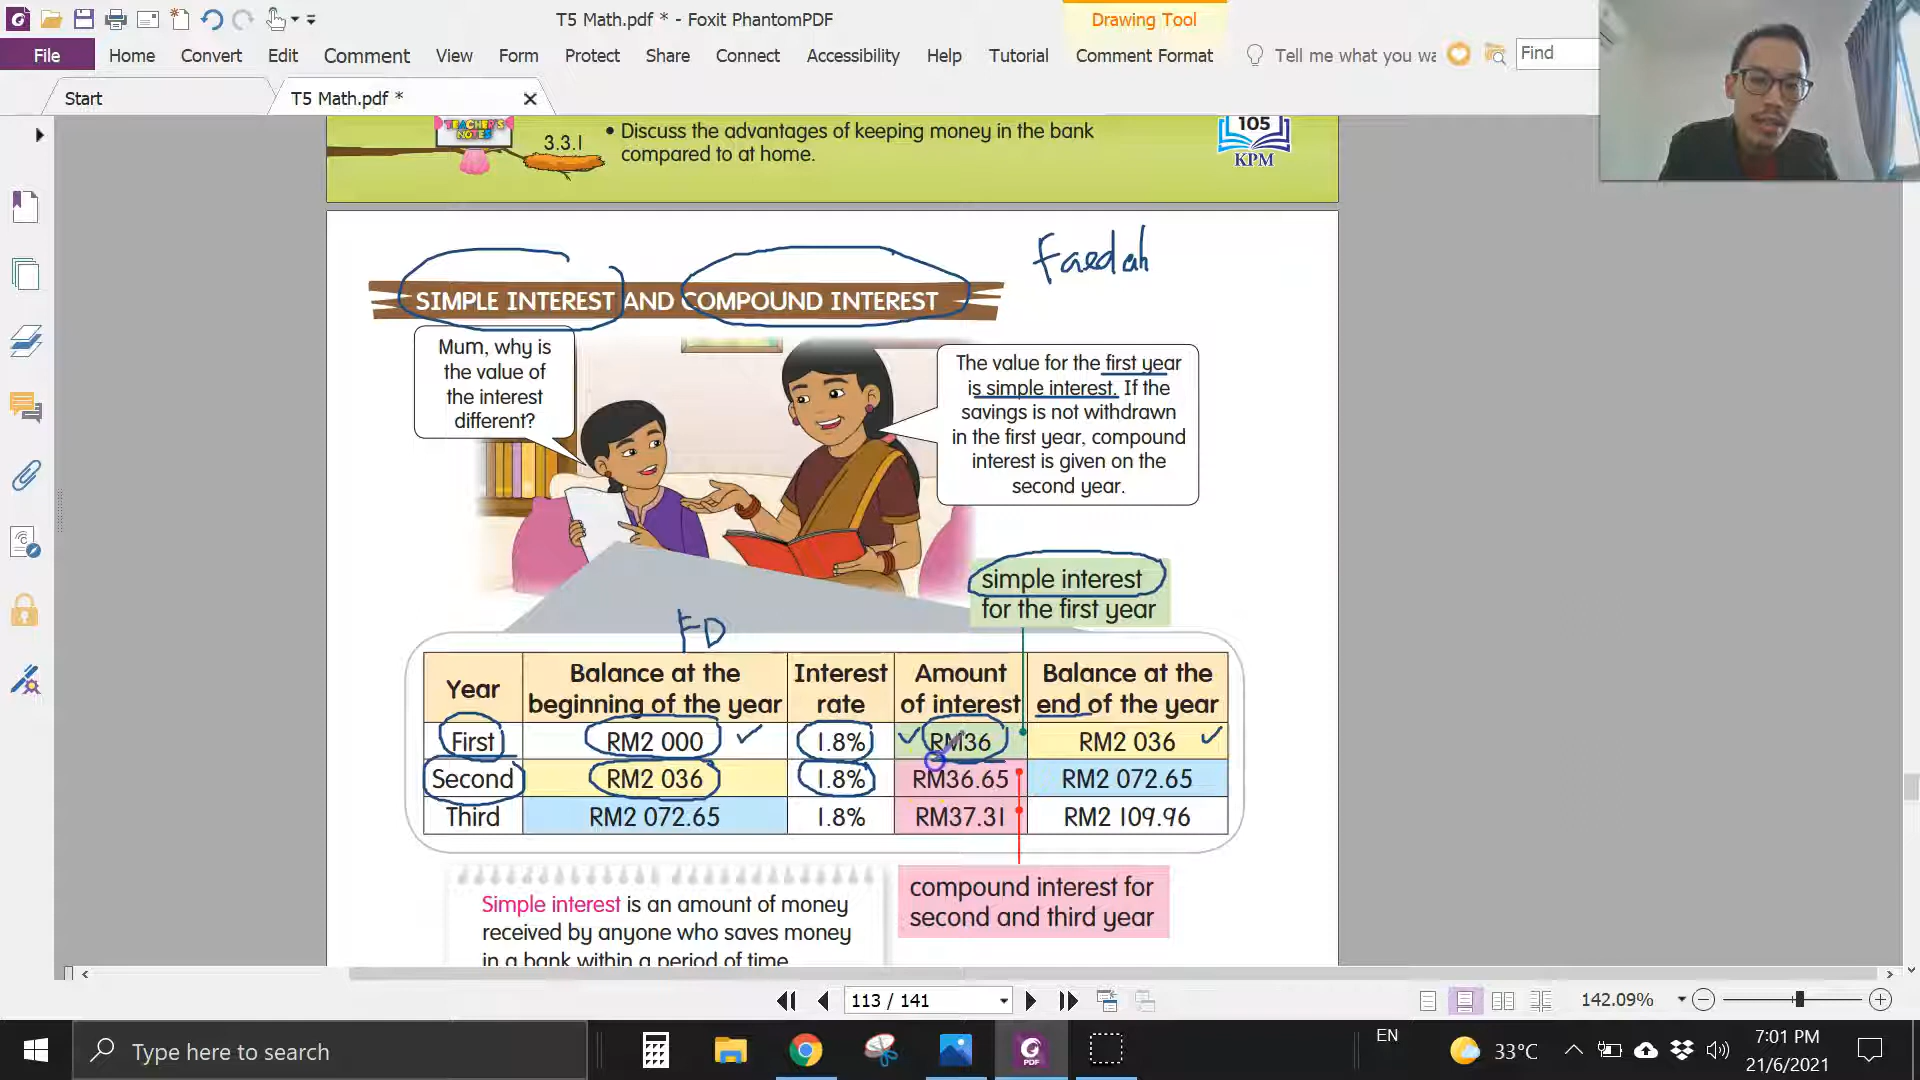 T5 Math.pdf * - Foxit PhantomPDF
Drawing Tool
File Home Convert Edit Comment View Form Protect Share Connect Accessibility Help Tutorial Comment Format Tell me what you wa Find
Start
T5 Math.pdf *
TEACHER'S NOTES
3.3.1
• Discuss the advantages of keeping money in the bank
compared to at home.
105
KPM
Faedah
SIMPLE INTEREST AND COMPOUND INTEREST
Mum, why is
the value of
the interest
different?
The value for the first year
is simple interest. If the
savings is not withdrawn
in the first year, compound
interest is given on the
second year.
simple interest
for the first year
FD
Year
Balance at the
beginning of the year
Interest
rate
Amount
of interest
Balance at the
end of the year
First RM2 000 1.8% RM36 RM2 036
Second RM2 036 1.8% RM36.65 RM2 072.65
Third RM2 072.65 1.8% RM37.31 RM2 109.96
compound interest for
second and third year
Simple interest is an amount of money
received by anyone who saves money
in a bank within a period of time
113 / 141
142.09%
Type here to search
PDF
EN
33°C
7:01 PM
21/6/2021